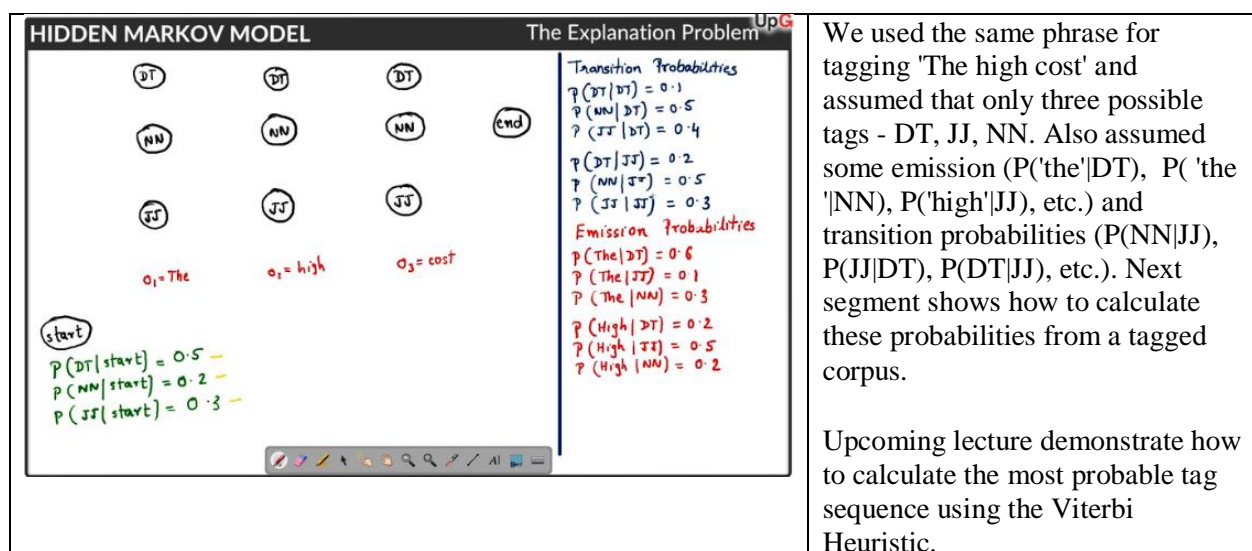 HIDDEN MARKOV MODEL
The Explanation Problem
UpG
DT DT DT
NN NN NN end
JJ JJ JJ
O₁ = The O₂ = high O₃ = cost
start
P(DT|start) = 0.5 –
P(NN|start) = 0.2 –
P(JJ|start) = 0.3 –
Transition Probabilities
P(DT|DT) = 0.1
P(NN|DT) = 0.5
P(JJ|DT) = 0.4
P(DT|JJ) = 0.2
P(NN|JJ) = 0.5
P(JJ|JJ) = 0.3
Emission Probabilities
P(The|DT) = 0.6
P(The|JJ) = 0.1
P(The|NN) = 0.3
P(High|DT) = 0.2
P(High|JJ) = 0.5
P(High|NN) = 0.2
AI
We used the same phrase for
tagging 'The high cost' and
assumed that only three possible
tags - DT, JJ, NN. Also assumed
some emission (P('the'|DT), P( 'the
'|NN), P('high'|JJ), etc.) and
transition probabilities (P(NN|JJ),
P(JJ|DT), P(DT|JJ), etc.). Next
segment shows how to calculate
these probabilities from a tagged
corpus.
Upcoming lecture demonstrate how
to calculate the most probable tag
sequence using the Viterbi
Heuristic.